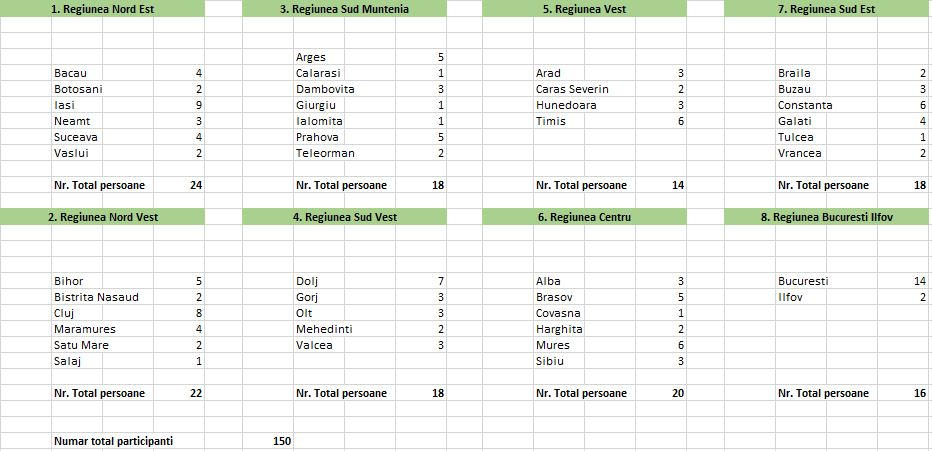 1. Regiunea Nord Est 3. Regiunea Sud Muntenia 5. Regiunea Vest 7. Regiunea Sud Est
Arges 5
Bacau 4 Calarasi 1 Arad 3 Braila 2
Botosani 2 Dambovita 3 Caras Severin 2 Buzau 3
Iasi 9 Giurgiu 1 Hunedoara 3 Constanta 6
Neamt 3 Ialomita 1 Timis 6 Galati 4
Suceava 4 Prahova 5 Tulcea 1
Vaslui 2 Teleorman 2 Vrancea 2
Nr. Total persoane 24 Nr. Total persoane 18 Nr. Total persoane 14 Nr. Total persoane 18
2. Regiunea Nord Vest 4. Regiunea Sud Vest 6. Regiunea Centru 8. Regiunea Bucuresti Ilfov
Bihor 5 Dolj 7 Alba 3 Bucuresti 14
Bistrita Nasaud 2 Gorj 3 Brasov 5 Ilfov 2
Cluj 8 Olt 3 Covasna 1
Maramures 4 Mehedinti 2 Harghita 2
Satu Mare 2 Valcea 3 Mures 6
Salaj 1 Sibiu 3
Nr. Total persoane 22 Nr. Total persoane 18 Nr. Total persoane 20 Nr. Total persoane 16
Numar total participanti 150